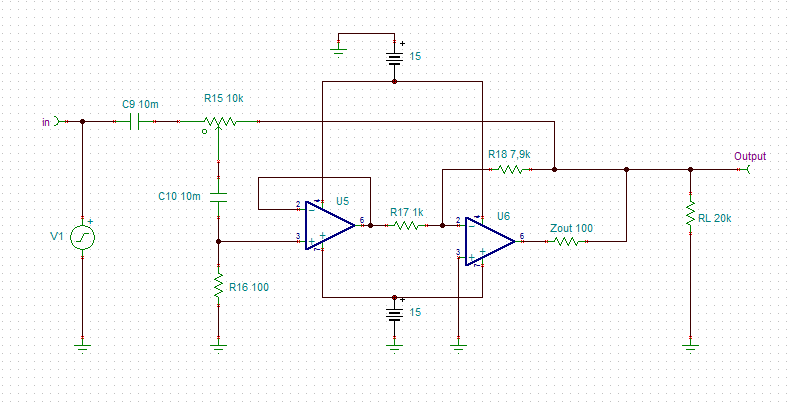 +
15
C9 10m
R15 10k
in
R18 7,9k
Output
C10 10m
U5
2
6
R17 1k
U6
2
RL 20k
+
V1
3
6
Zout 100
3
R16 100
+
15